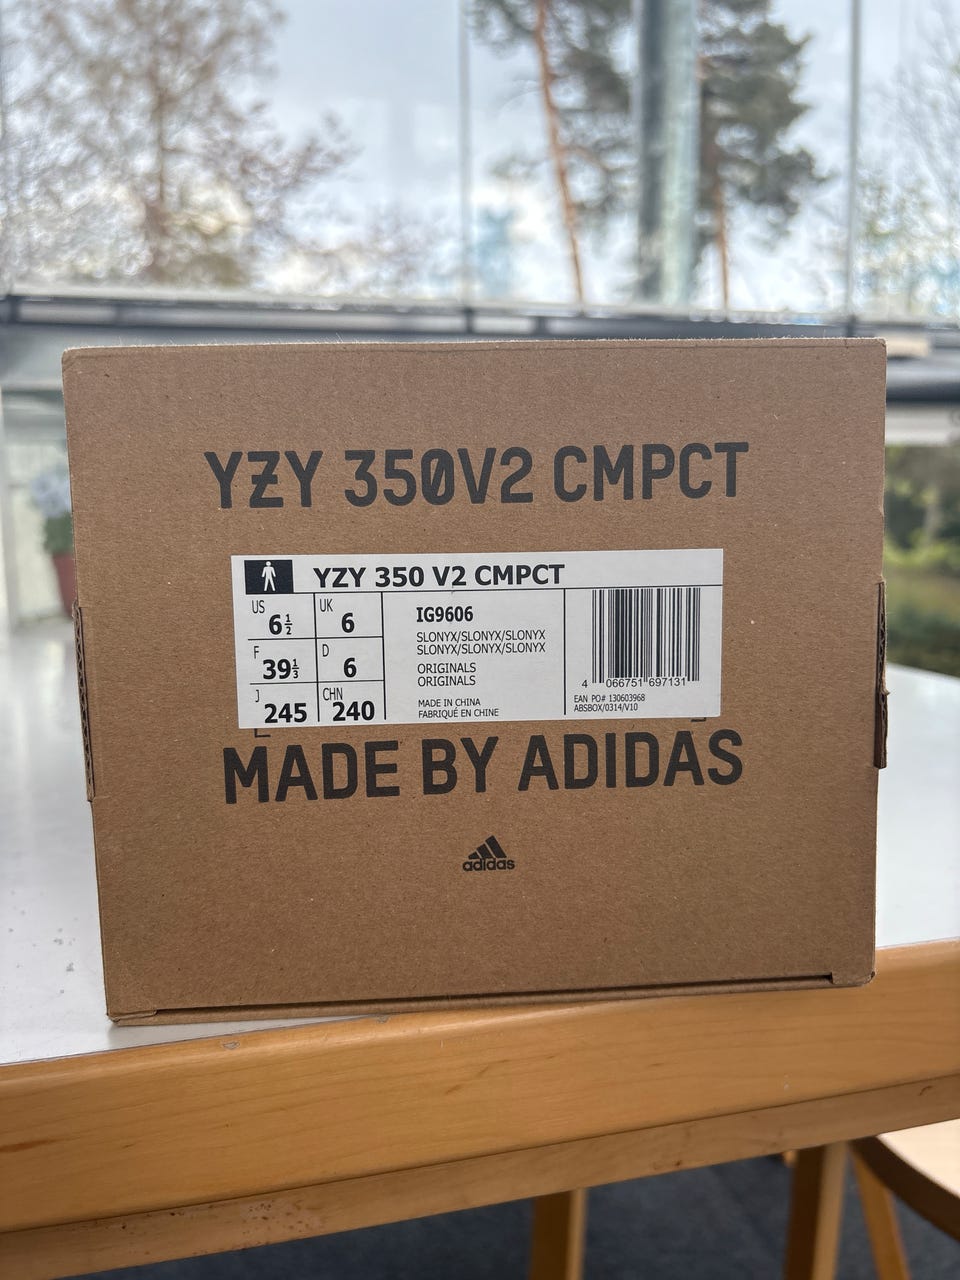 YZY 350V2 CMPCT
YZY 350 V2 CMPCT
US
6½
UK
6
F
39⅓
D
6
J
245
CHN
240
IG9606
SLONYX/SLONYX/SLONYX
SLONYX/SLONYX/SLONYX
ORIGINALS
ORIGINALS
MADE IN CHINA
FABRIQUÉ EN CHINE
4 066751 697131
EAN PO# 130603968
ABSBOX/0314/V10
MADE BY ADIDAS
adidas